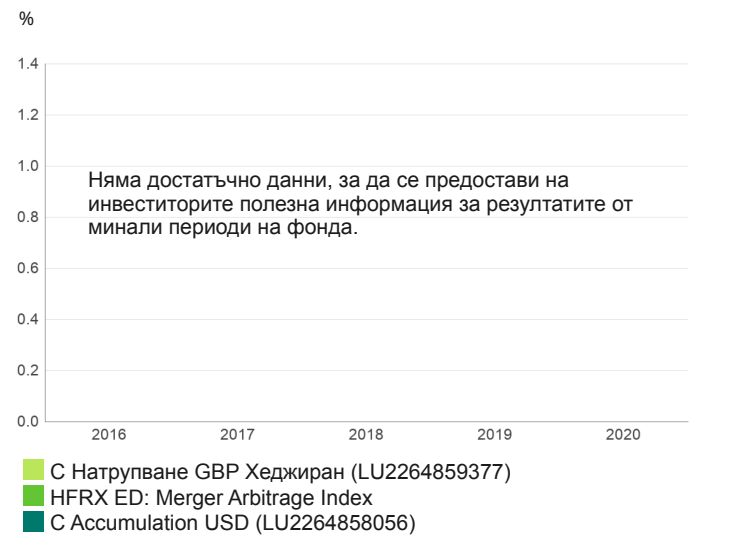 %
1.4
1.2
1.0
Няма достатъчно данни, за да се предостави на
инвеститорите полезна информация за резултатите от
0.8
минали периоди на фонда.
0.6
0.4
0.2
0.0
2016 2017 2018 2019 2020
C Натрупване GBP Хеджиран (LU2264859377)
HFRX ED: Merger Arbitrage Index
C Accumulation USD (LU2264858056)